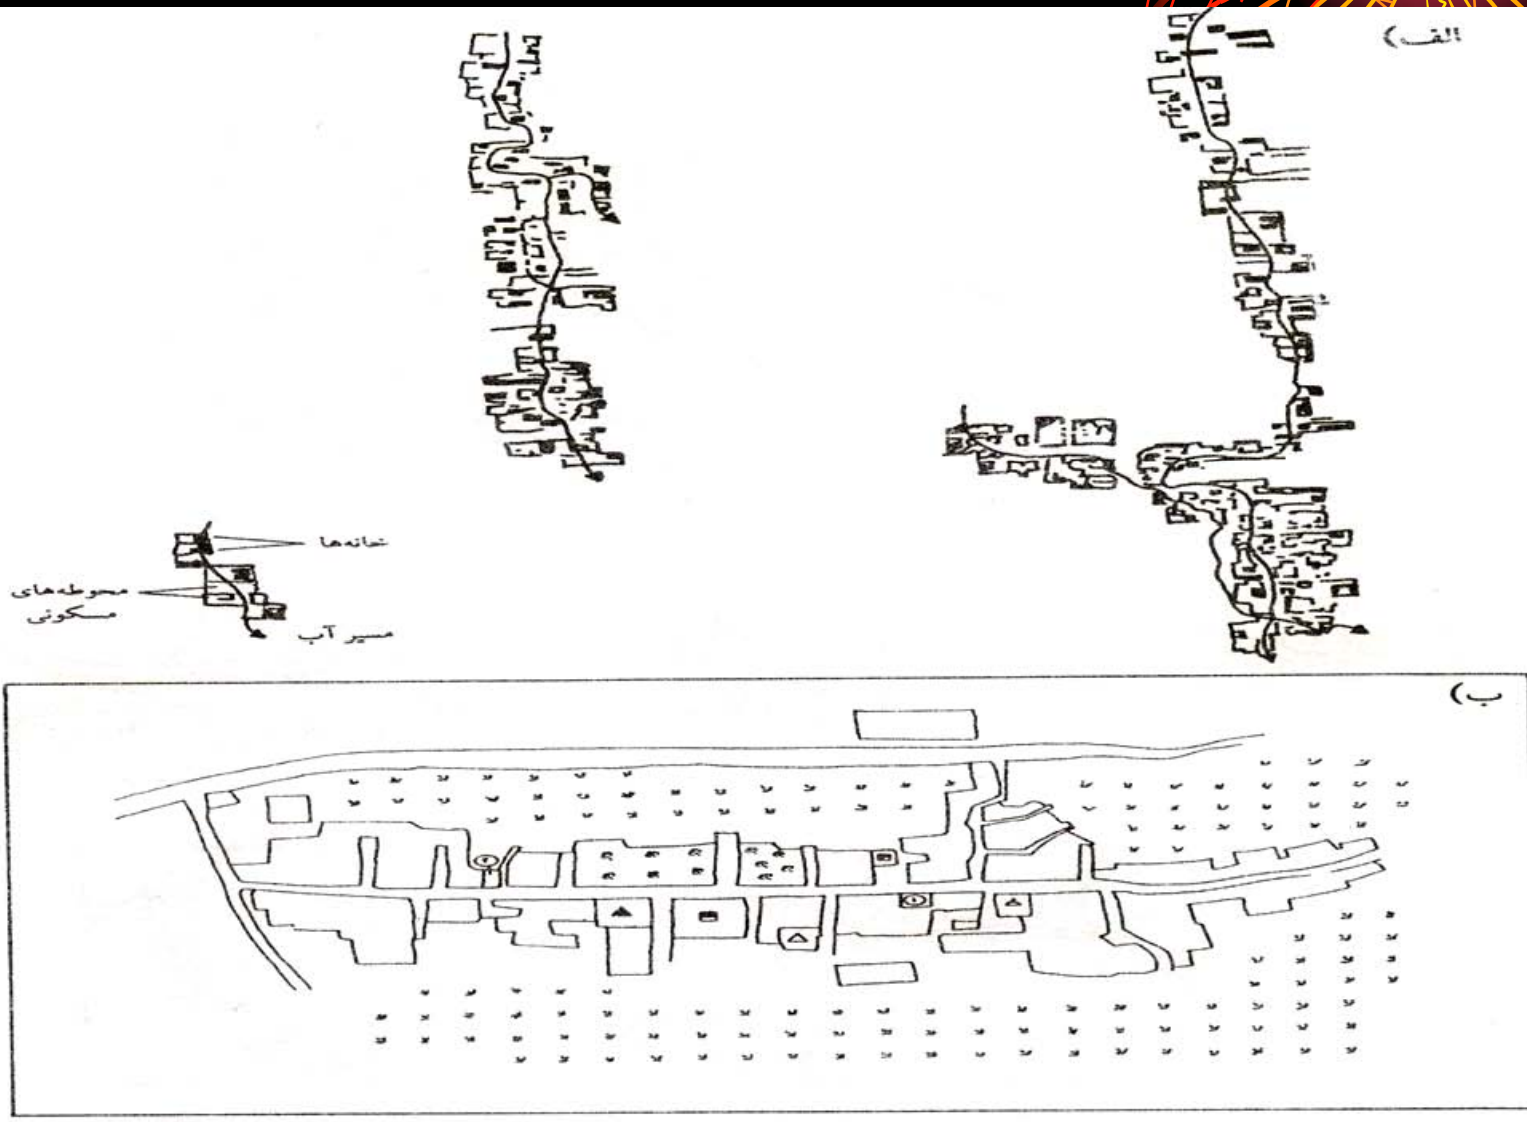 الف)
خانه‌ها
محوطه‌های
مسکونی
مسیر آب
ب)